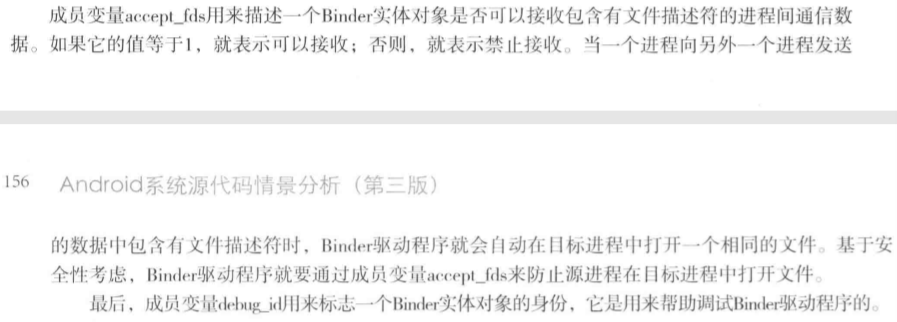 成员变量accept_fds用来描述一个Binder实体对象是否可以接收包含有文件描述符的进程间通信数
据。如果它的值等于1，就表示可以接收；否则，就表示禁止接收。当一个进程向另外一个进程发送
156 Android系统源代码情景分析（第三版）
的数据中包含有文件描述符时，Binder驱动程序就会自动在目标进程中打开一个相同的文件。基于安
全性考虑，Binder驱动程序就要通过成员变量accept_fds来防止源进程在目标进程中打开文件。
最后，成员变量debug_id用来标志一个Binder实体对象的身份，它是用来帮助调试Binder驱动程序的。